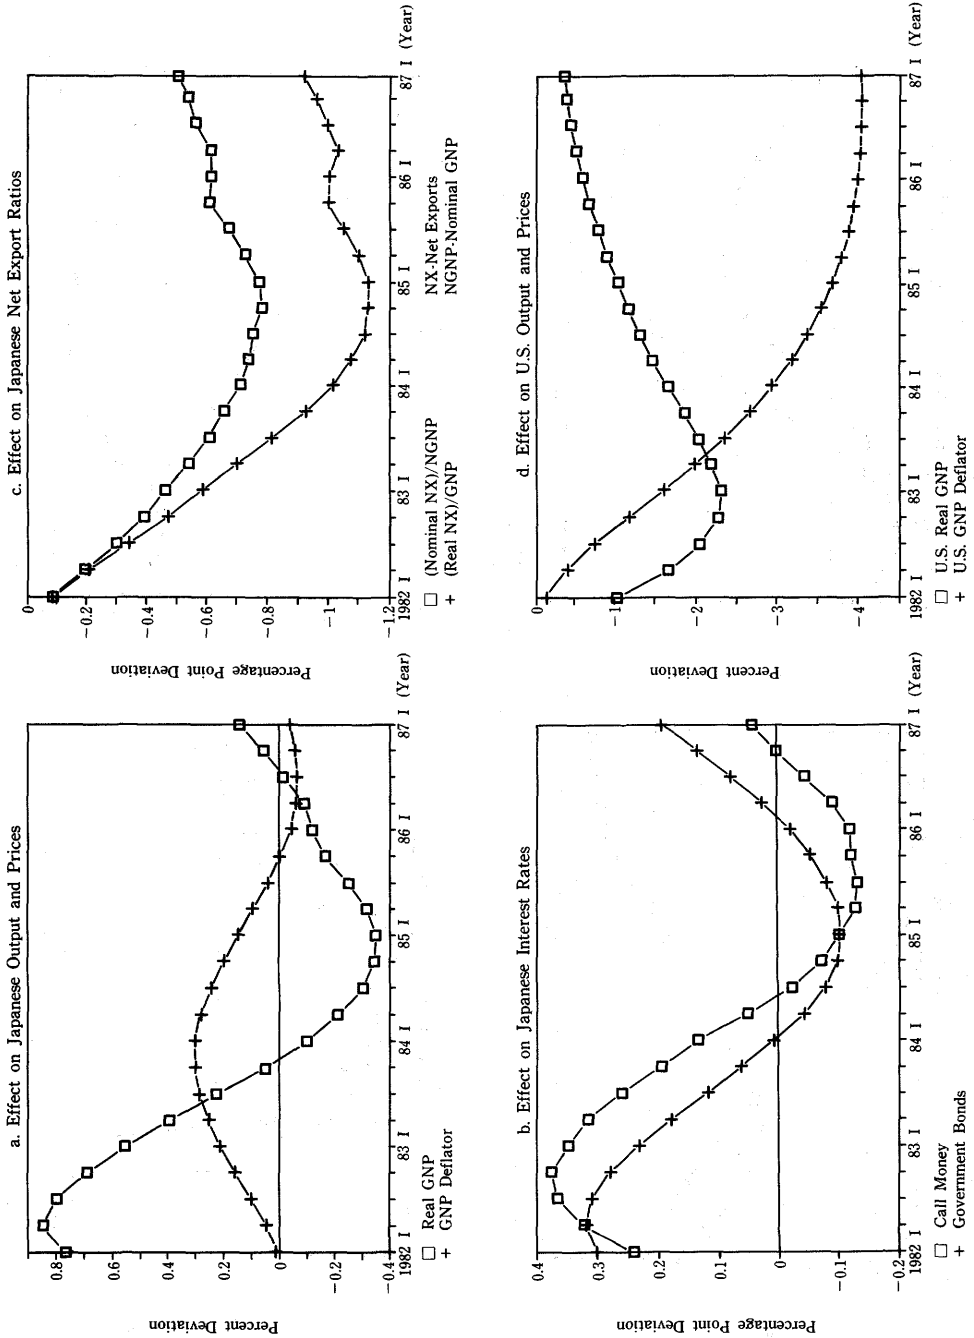 a. Effect on Japanese Output and Prices
Percent Deviation
0.8
0.6
0.4
0.2
0
−0.2
−0.4
1982 I
83 I
84 I
85 I
86 I
87 I
(Year)
□ Real GNP
+ GNP Deflator
b. Effect on Japanese Interest Rates
Percentage Point Deviation
0.4
0.3
0.2
0.1
0
−0.1
−0.2
1982 I
83 I
84 I
85 I
86 I
87 I
(Year)
□ Call Money
+ Government Bonds
c. Effect on Japanese Net Export Ratios
Percentage Point Deviation
0
−0.2
−0.4
−0.6
−0.8
−1
−1.2
1982 I
83 I
84 I
85 I
86 I
87 I
(Year)
□ (Nominal NX)/NGNP
+ (Real NX)/GNP
NX-Net Exports
NGNP-Nominal GNP
d. Effect on U.S. Output and Prices
Percent Deviation
0
−1
−2
−3
−4
1982 I
83 I
84 I
85 I
86 I
87 I
(Year)
□ U.S. Real GNP
+ U.S. GNP Deflator